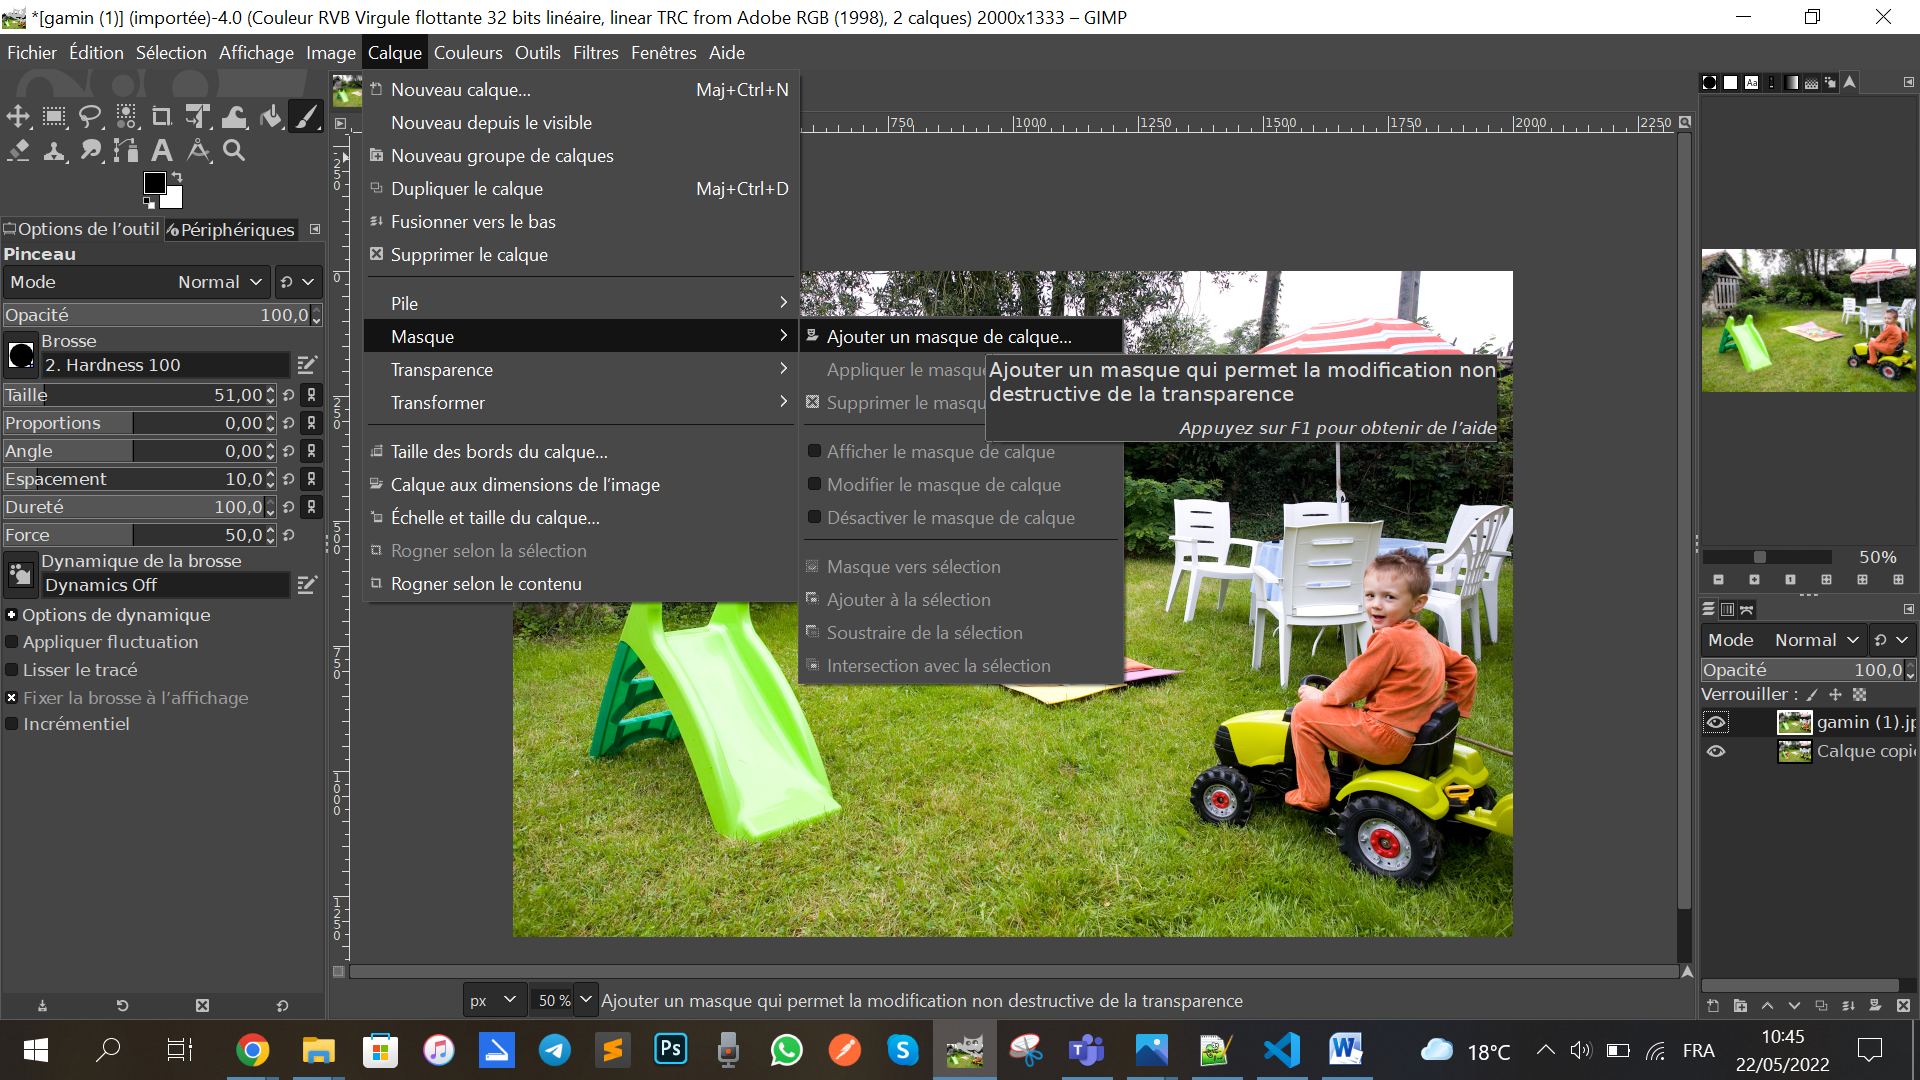 *[gamin (1)] (importée)-4.0 (Couleur RVB Virgule flottante 32 bits linéaire, linear TRC from Adobe RGB (1998), 2 calques) 2000x1333 – GIMP
Fichier Édition Sélection Affichage Image Calque Couleurs Outils Filtres Fenêtres Aide
Nouveau calque... Maj+Ctrl+N
Nouveau depuis le visible
Nouveau groupe de calques
Dupliquer le calque Maj+Ctrl+D
Fusionner vers le bas
Supprimer le calque
Pile
Masque
Transparence
Transformer
Taille des bords du calque...
Calque aux dimensions de l'image
Échelle et taille du calque...
Rogner selon la sélection
Rogner selon le contenu
Ajouter un masque de calque...
Appliquer le masque
Supprimer le masqu
Afficher le masque de calque
Modifier le masque de calque
Désactiver le masque de calque
Masque vers sélection
Ajouter à la sélection
Soustraire de la sélection
Intersection avec la sélection
Ajouter un masque qui permet la modification non
destructive de la transparence
Appuyez sur F1 pour obtenir de l'aide
750 1000 1250 1500 1750 2000 2250
250
0
250
500
750
1000
1250
Options de l'outil Périphériques
Pinceau
Mode Normal
Opacité 100,0
Brosse
2. Hardness 100
Taille 51,00
Proportions 0,00
Angle 0,00
Espacement 10,0
Dureté 100,0
Force 50,0
Dynamique de la brosse
Dynamics Off
Options de dynamique
Appliquer fluctuation
Lisser le tracé
Fixer la brosse à l'affichage
Incrémentiel
Aa
50%
Mode Normal
Opacité 100,0
Verrouiller :
gamin (1).jp
Calque copi
px 50 % Ajouter un masque qui permet la modification non destructive de la transparence
Ps
18°C
FRA
10:45
22/05/2022